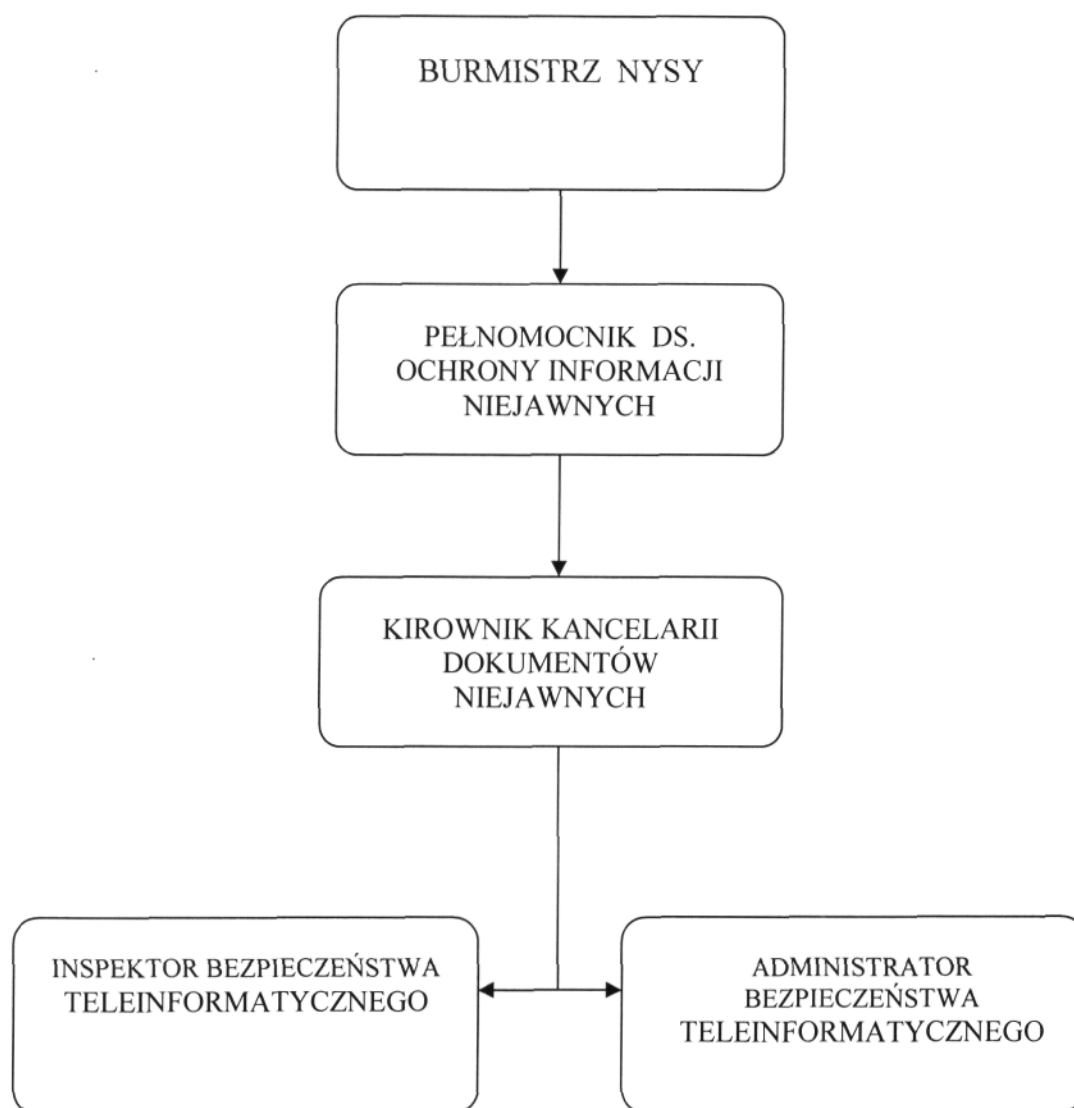 BURMISTRZ NYSY
PEŁNOMOCNIK DS.
OCHRONY INFORMACJI
NIEJAWNYCH
KIROWNIK KANCELARII
DOKUMENTÓW
NIEJAWNYCH
INSPEKTOR BEZPIECZEŃSTWA
TELEINFORMATYCZNEGO
ADMINISTRATOR
BEZPIECZEŃSTWA
TELEINFORMATYCZNEGO